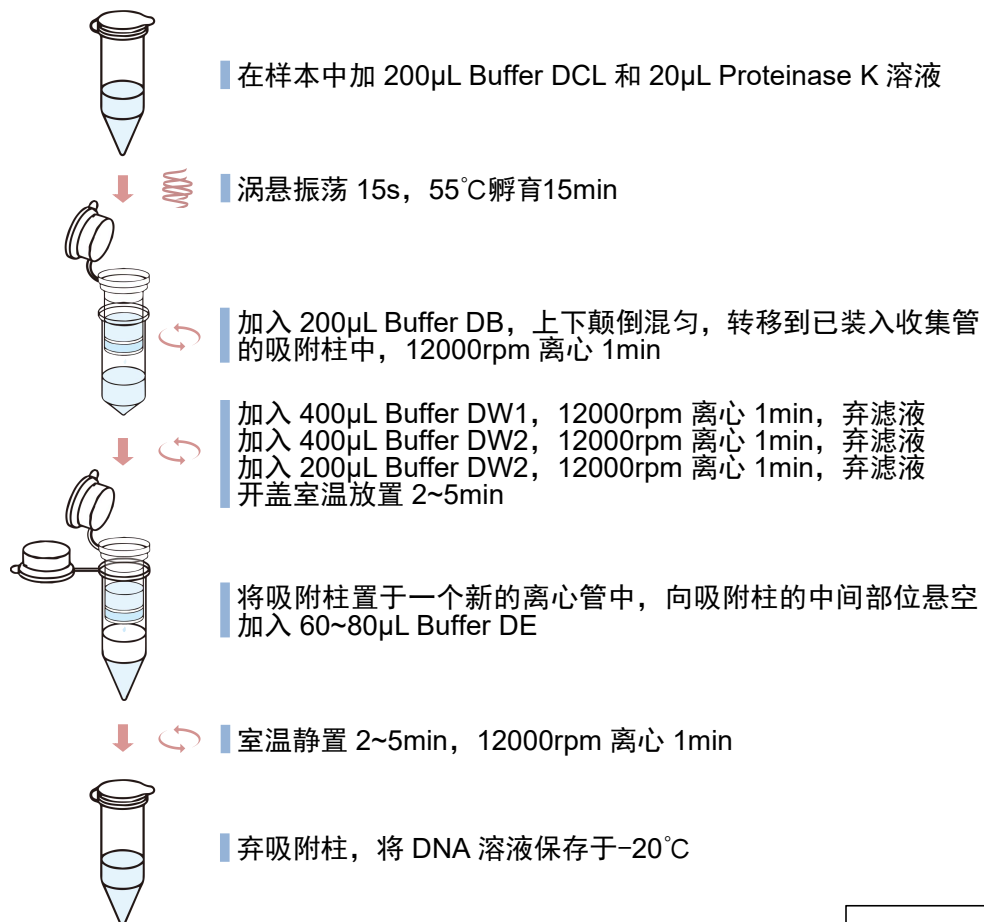 在样本中加 200μL Buffer DCL 和 20μL Proteinase K 溶液
涡悬振荡 15s，55℃孵育15min
加入 200μL Buffer DB，上下颠倒混匀，转移到已装入收集管
的吸附柱中，12000rpm 离心 1min
加入 400μL Buffer DW1，12000rpm 离心 1min，弃滤液
加入 400μL Buffer DW2，12000rpm 离心 1min，弃滤液
加入 200μL Buffer DW2，12000rpm 离心 1min，弃滤液
开盖室温放置 2~5min
将吸附柱置于一个新的离心管中，向吸附柱的中间部位悬空
加入 60~80μL Buffer DE
室温静置 2~5min，12000rpm 离心 1min
弃吸附柱，将 DNA 溶液保存于-20℃